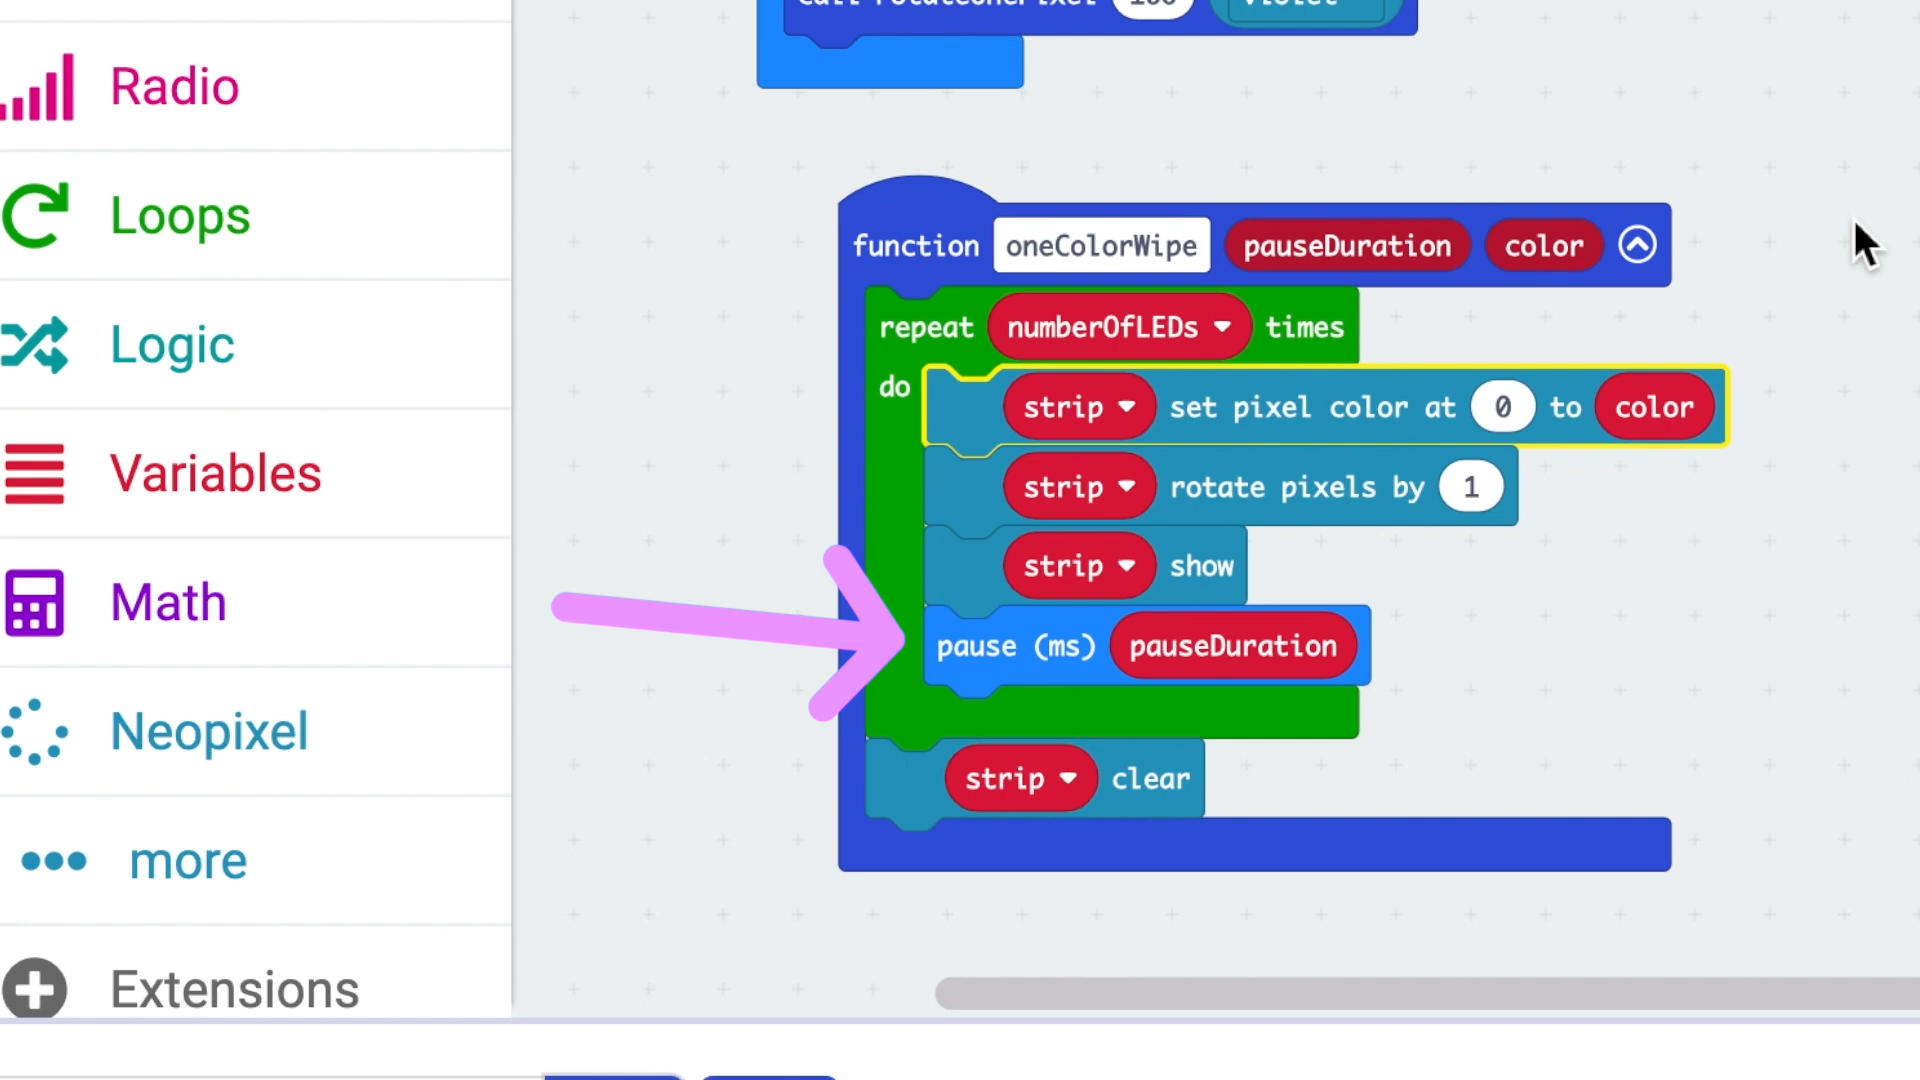 Radio
Loops
Logic
Variables
Math
Neopixel
more
Extensions
function oneColorWipe pauseDuration color
repeat numberOfLEDs times
do
strip set pixel color at 0 to color
strip rotate pixels by 1
strip show
pause (ms) pauseDuration
strip clear